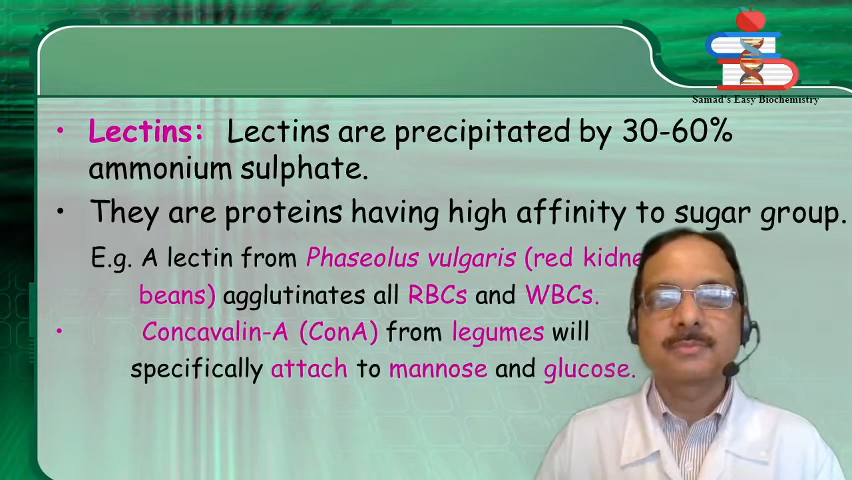 Samad's Easy Biochemistry
• Lectins: Lectins are precipitated by 30-60%
ammonium sulphate.
• They are proteins having high affinity to sugar group.
E.g. A lectin from Phaseolus vulgaris (red kidne
beans) agglutinates all RBCs and WBCs.
• Concavalin-A (ConA) from legumes will
specifically attach to mannose and glucose.